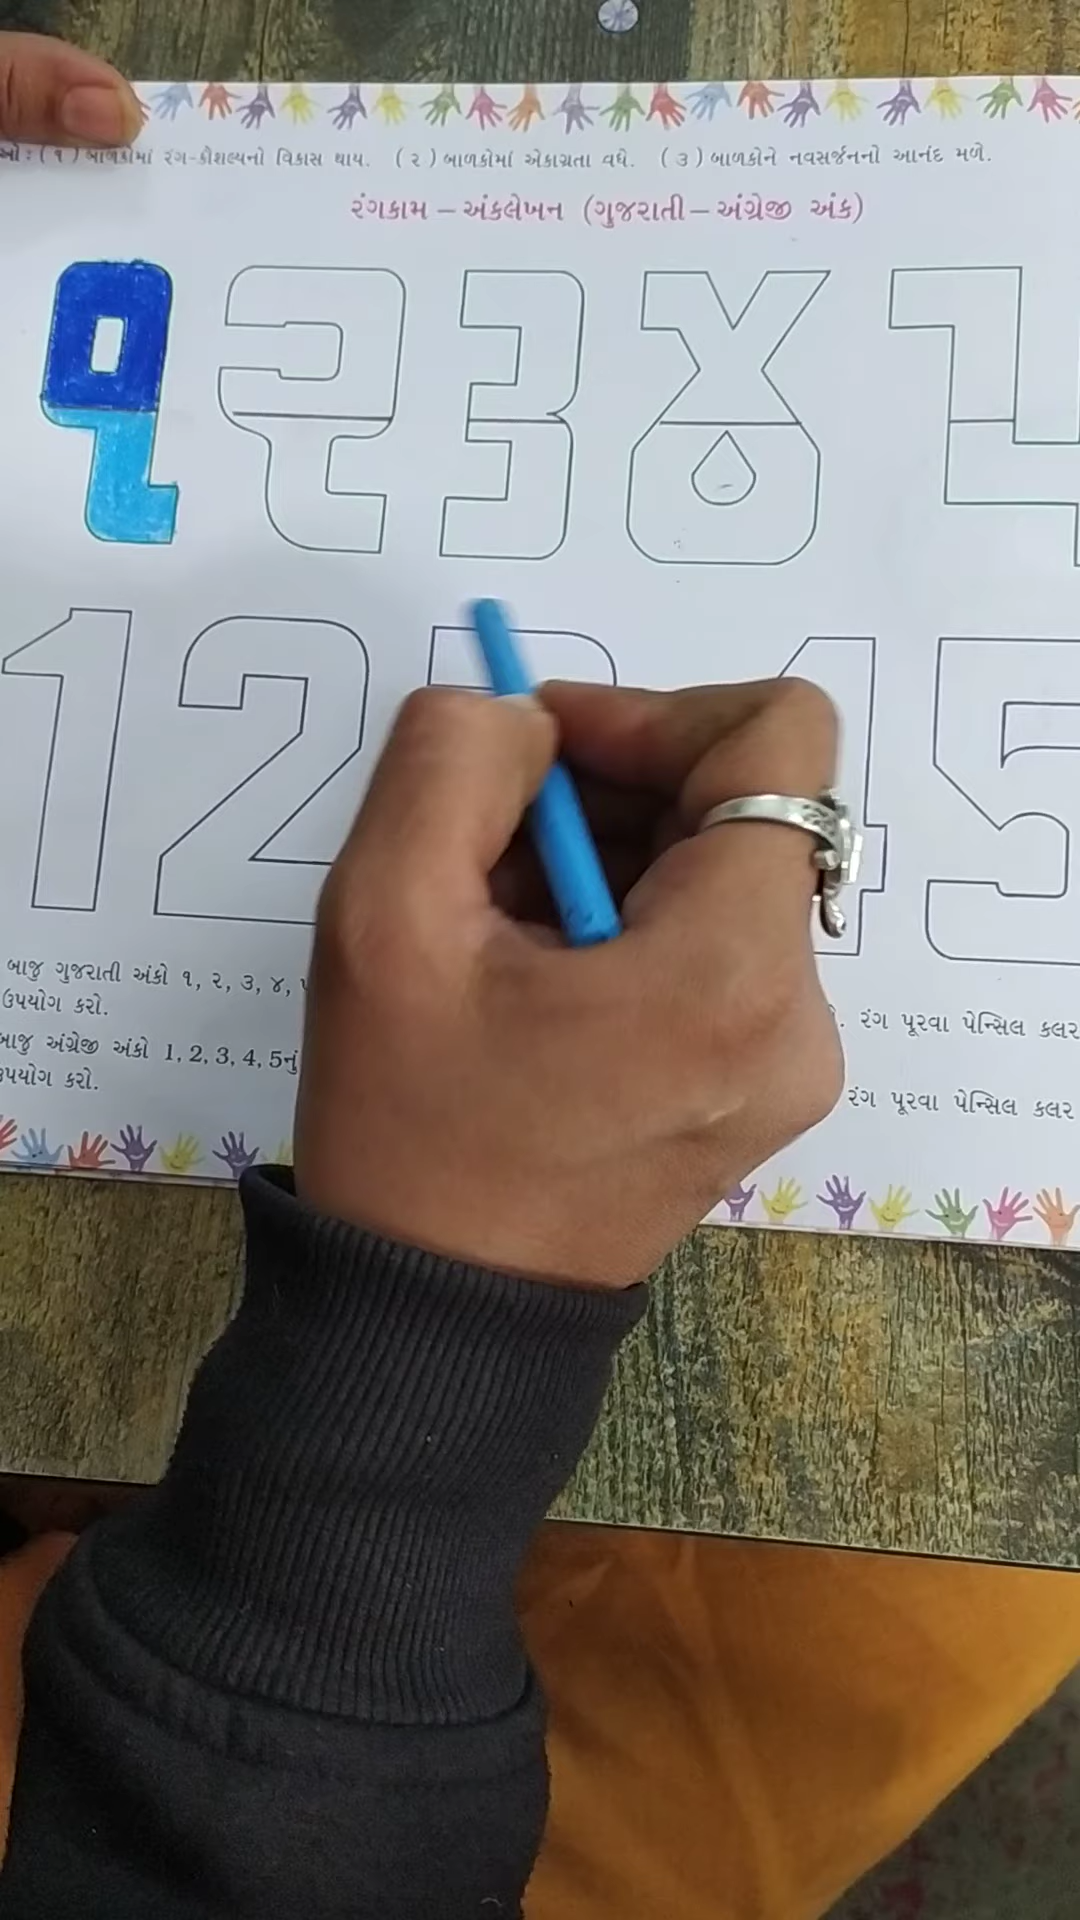 (૧) બાળકોમાં રંગ-કૌશલ્યનો વિકાસ થાય. (૨) બાળકોમાં એકાગ્રતા વધે. (૩) બાળકોને નવસર્જનનો આનંદ મળે.
રંગકામ – અંકલેખન (ગુજરાતી – અંગ્રેજી અંક)
૧ ૨ ૩ ૪ ૫
1 2 3 4 5
બાજુ ગુજરાતી અંકો ૧, ૨, ૩, ૪, રંગ પૂરવા પેન્સિલ કલર
ઉપયોગ કરો.
બાજુ અંગ્રેજી અંકો 1, 2, 3, 4, 5નું રંગ પૂરવા પેન્સિલ કલર
ઉપયોગ કરો.